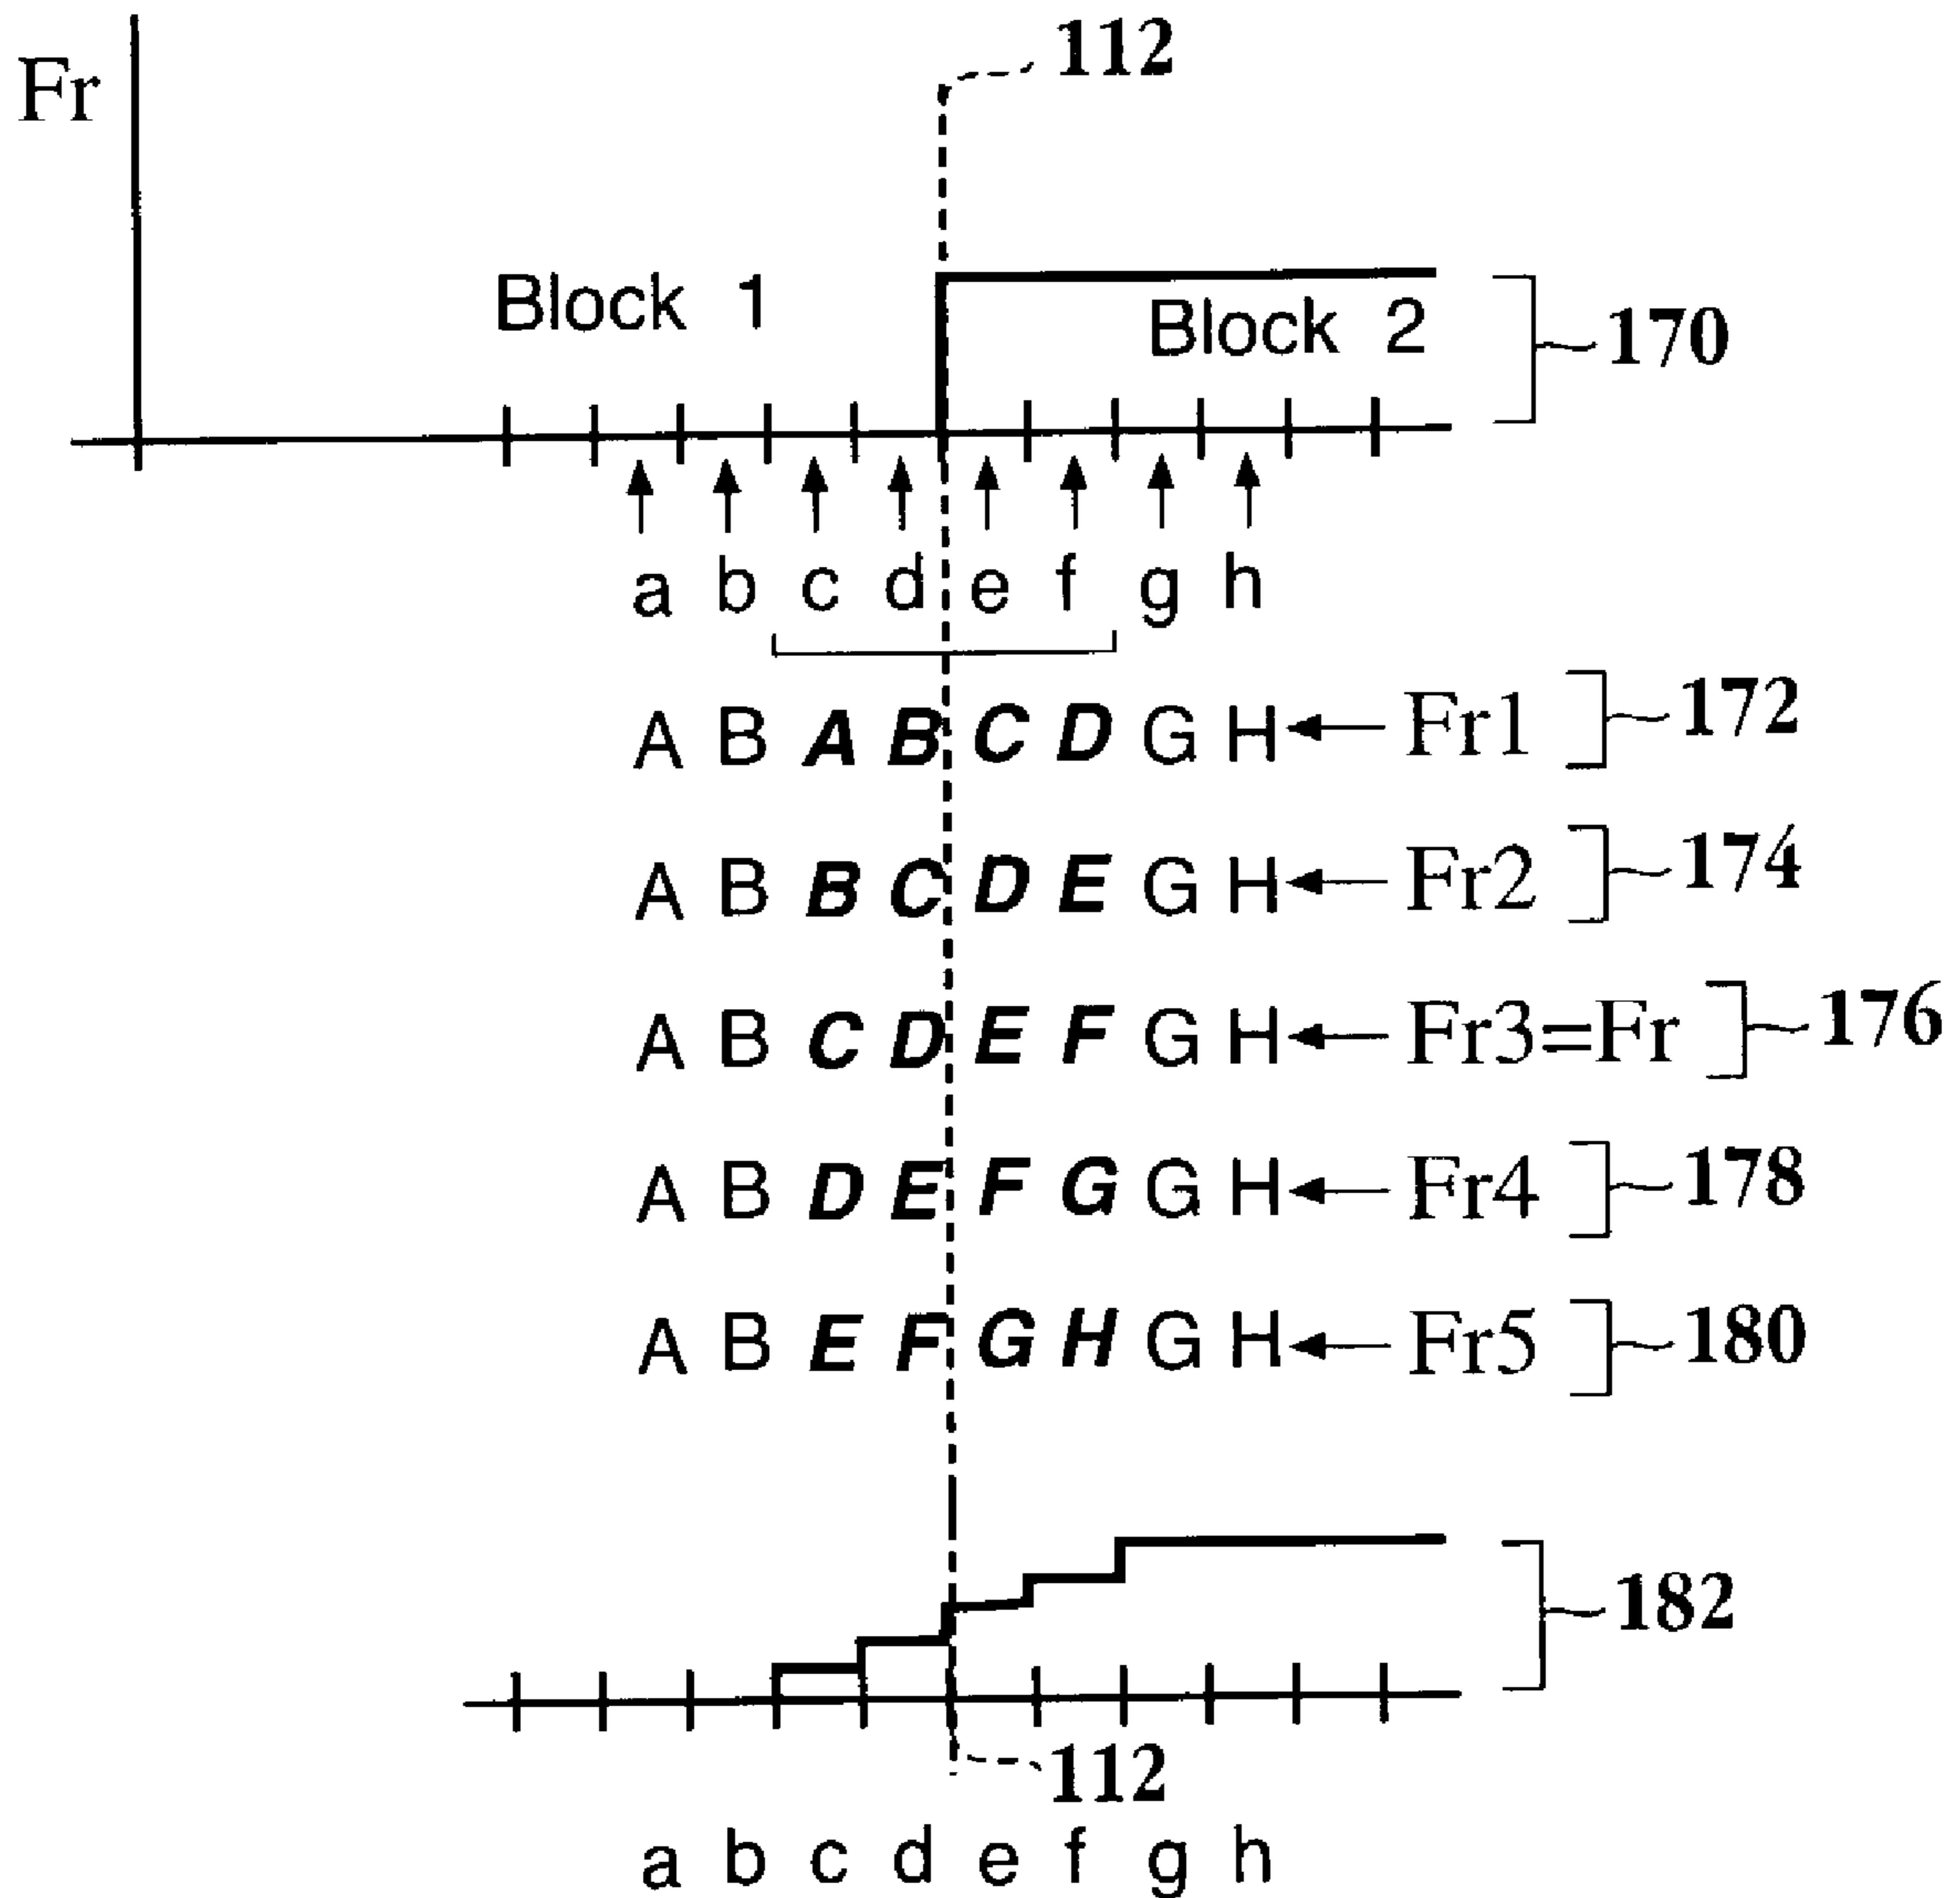 112
Fr
Block 1
Block 2
170
a b c d e f g h
A B A B C D G H Fr1 172
A B B C D E G H Fr2 174
A B C D E F G H Fr3=Fr 176
A B D E F G G H Fr4 178
A B E F G H G H Fr5 180
182
112
a b c d e f g h